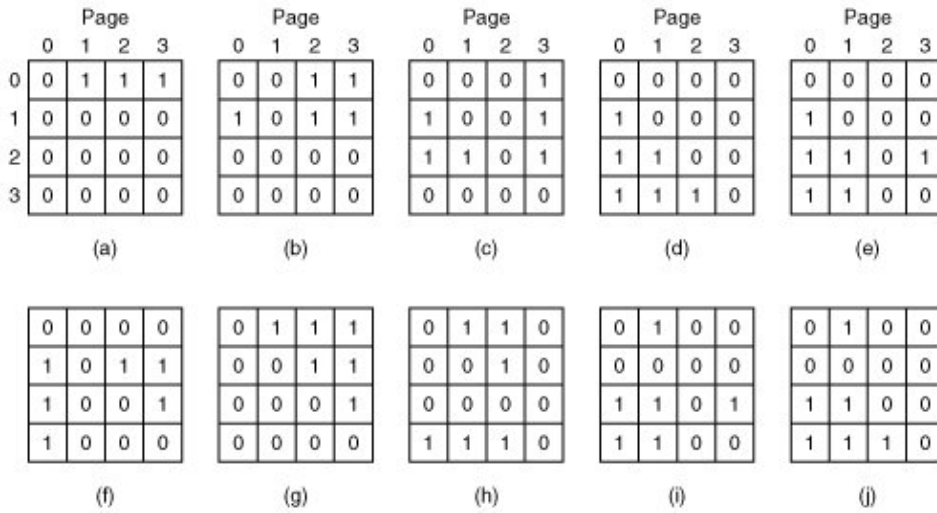 Page Page Page Page Page
0 1 2 3 0 1 2 3 0 1 2 3 0 1 2 3 0 1 2 3
0 0 1 1 1 0 0 1 1 0 0 0 1 0 0 0 0 0 0 0 0
1 0 0 0 0 1 0 1 1 1 0 0 1 1 0 0 0 1 0 0 0
2 0 0 0 0 0 0 0 0 1 1 0 1 1 1 0 0 1 1 0 1
3 0 0 0 0 0 0 0 0 0 0 0 0 1 1 1 0 1 1 0 0
(a) (b) (c) (d) (e)
0 0 0 0 0 1 1 1 0 1 1 0 0 1 0 0 0 1 0 0
1 0 1 1 0 0 1 1 0 0 1 0 0 0 0 0 0 0 0 0
1 0 0 1 0 0 0 1 0 0 0 0 1 1 0 1 1 1 0 0
1 0 0 0 0 0 0 0 1 1 1 0 1 1 0 0 1 1 1 0
(f) (g) (h) (i) (j)